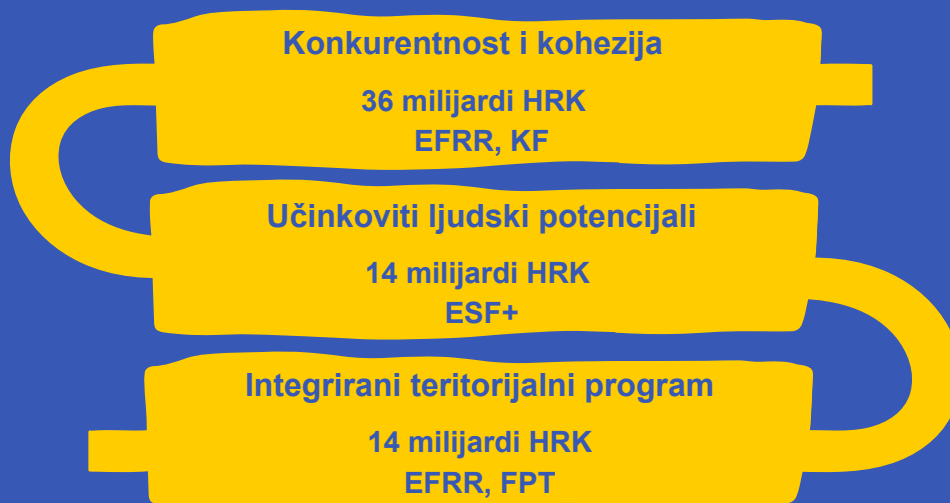 Konkurentnost i kohezija
36 milijardi HRK
EFRR, KF
Učinkoviti ljudski potencijali
14 milijardi HRK
ESF+
Integrirani teritorijalni program
14 milijardi HRK
EFRR, FPT